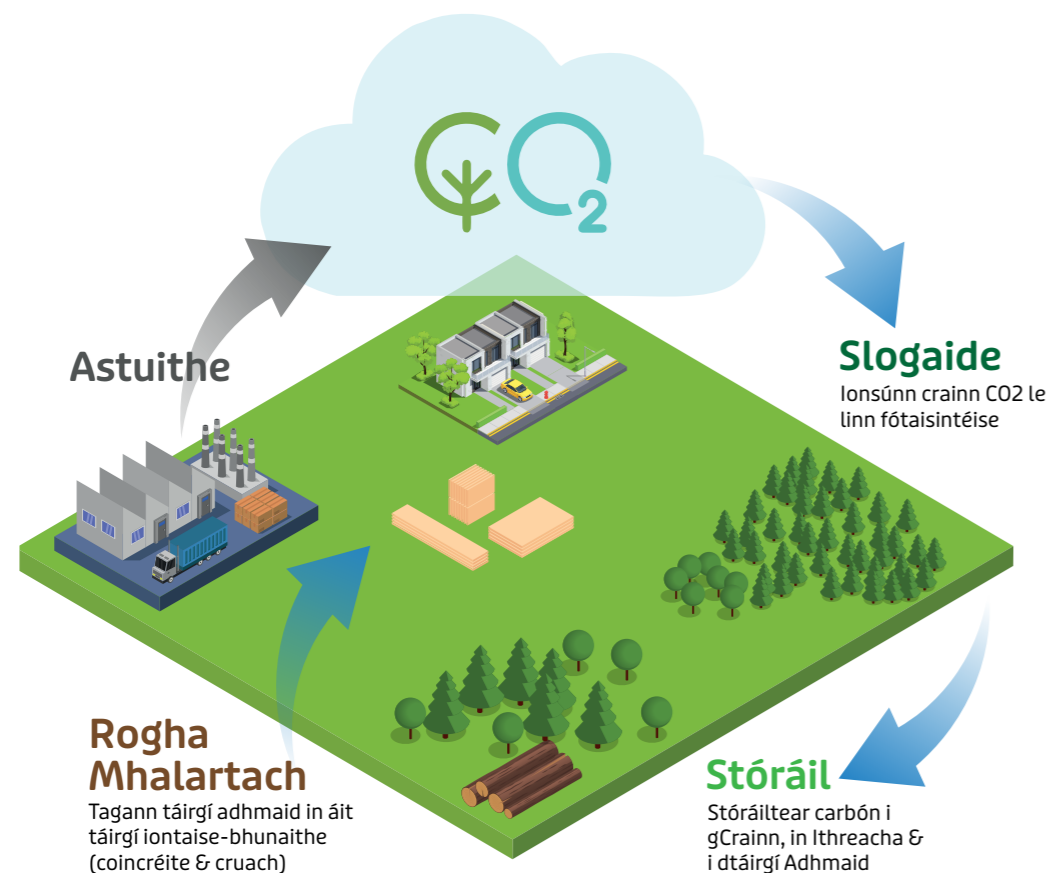 CO2
Astuithe
Slogaide
Ionsúnn crainn CO2 le
linn fótaisintéise
Rogha
Mhalartach
Tagann táirgí adhmaid in áit
táirgí iontaise-bhunaithe
(coincréite & cruach)
Stóráil
Stóráiltear carbón i
gCrainn, in Ithreacha &
i dtáirgí Adhmaid